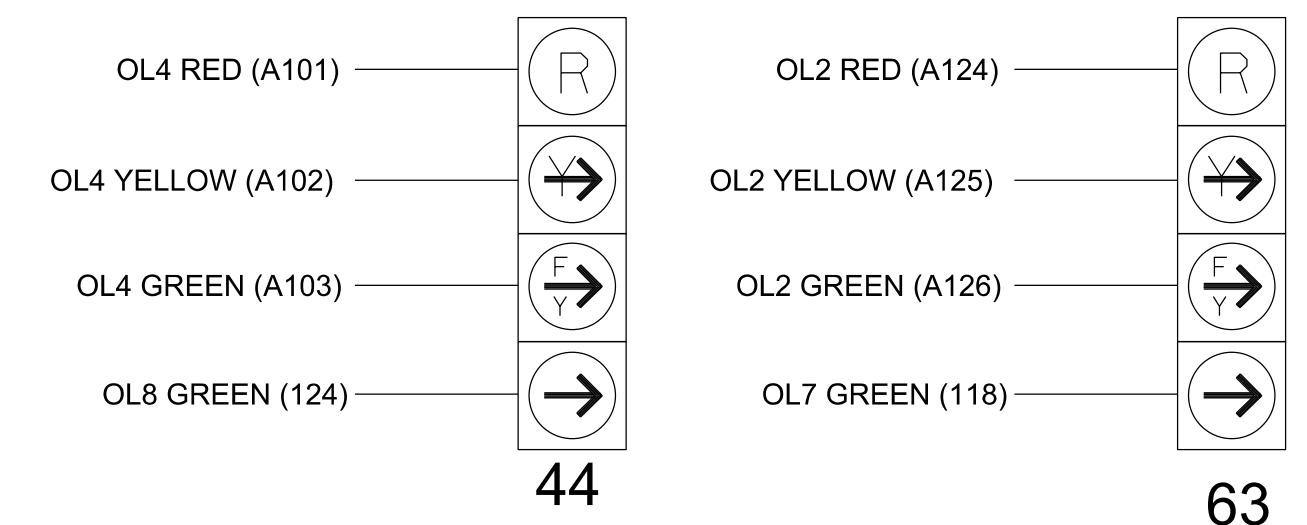 OL4 RED (A101)
R
OL4 YELLOW (A102)
Y
OL4 GREEN (A103)
F
Y
OL8 GREEN (124)
44
OL2 RED (A124)
R
OL2 YELLOW (A125)
Y
OL2 GREEN (A126)
F
Y
OL7 GREEN (118)
63